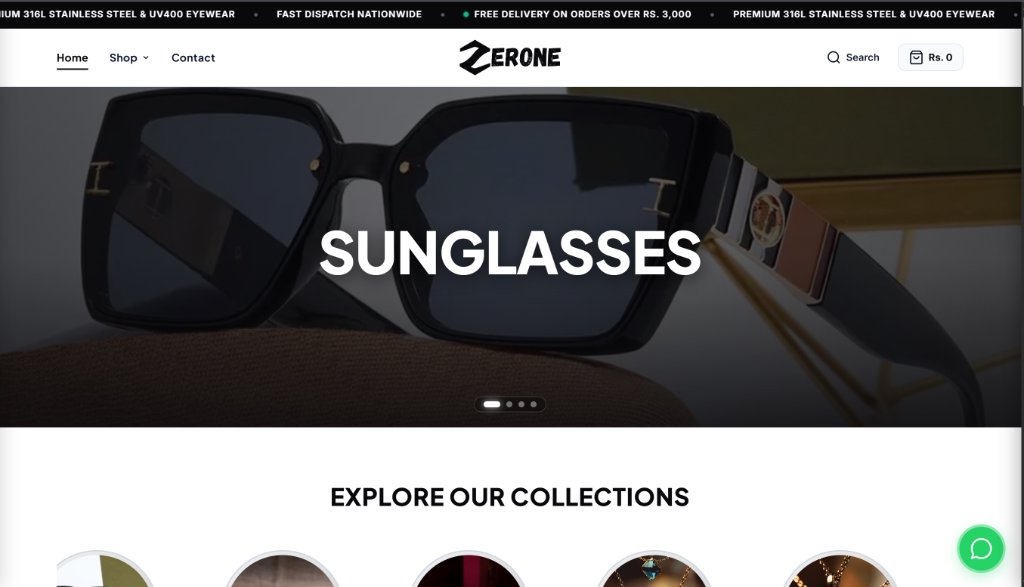 IUM 316L STAINLESS STEEL & UV400 EYEWEAR • FAST DISPATCH NATIONWIDE • FREE DELIVERY ON ORDERS OVER RS. 3,000 • PREMIUM 316L STAINLESS STEEL & UV400 EYEWEAR •
Home Shop Contact ZERONE Search Rs. 0
SUNGLASSES
EXPLORE OUR COLLECTIONS